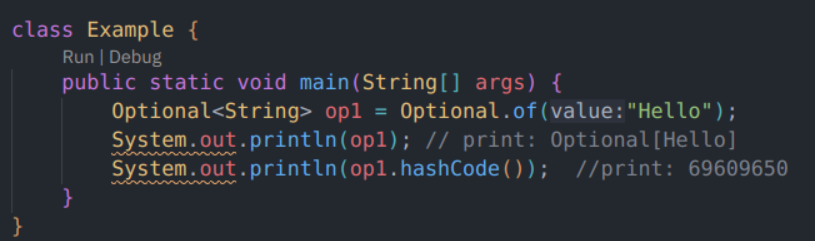 class Example {
Run | Debug
public static void main(String[] args) {
Optional<String> op1 = Optional.of(value:"Hello");
System.out.println(op1); // print: Optional[Hello]
System.out.println(op1.hashCode());  //print: 69609650
}
}